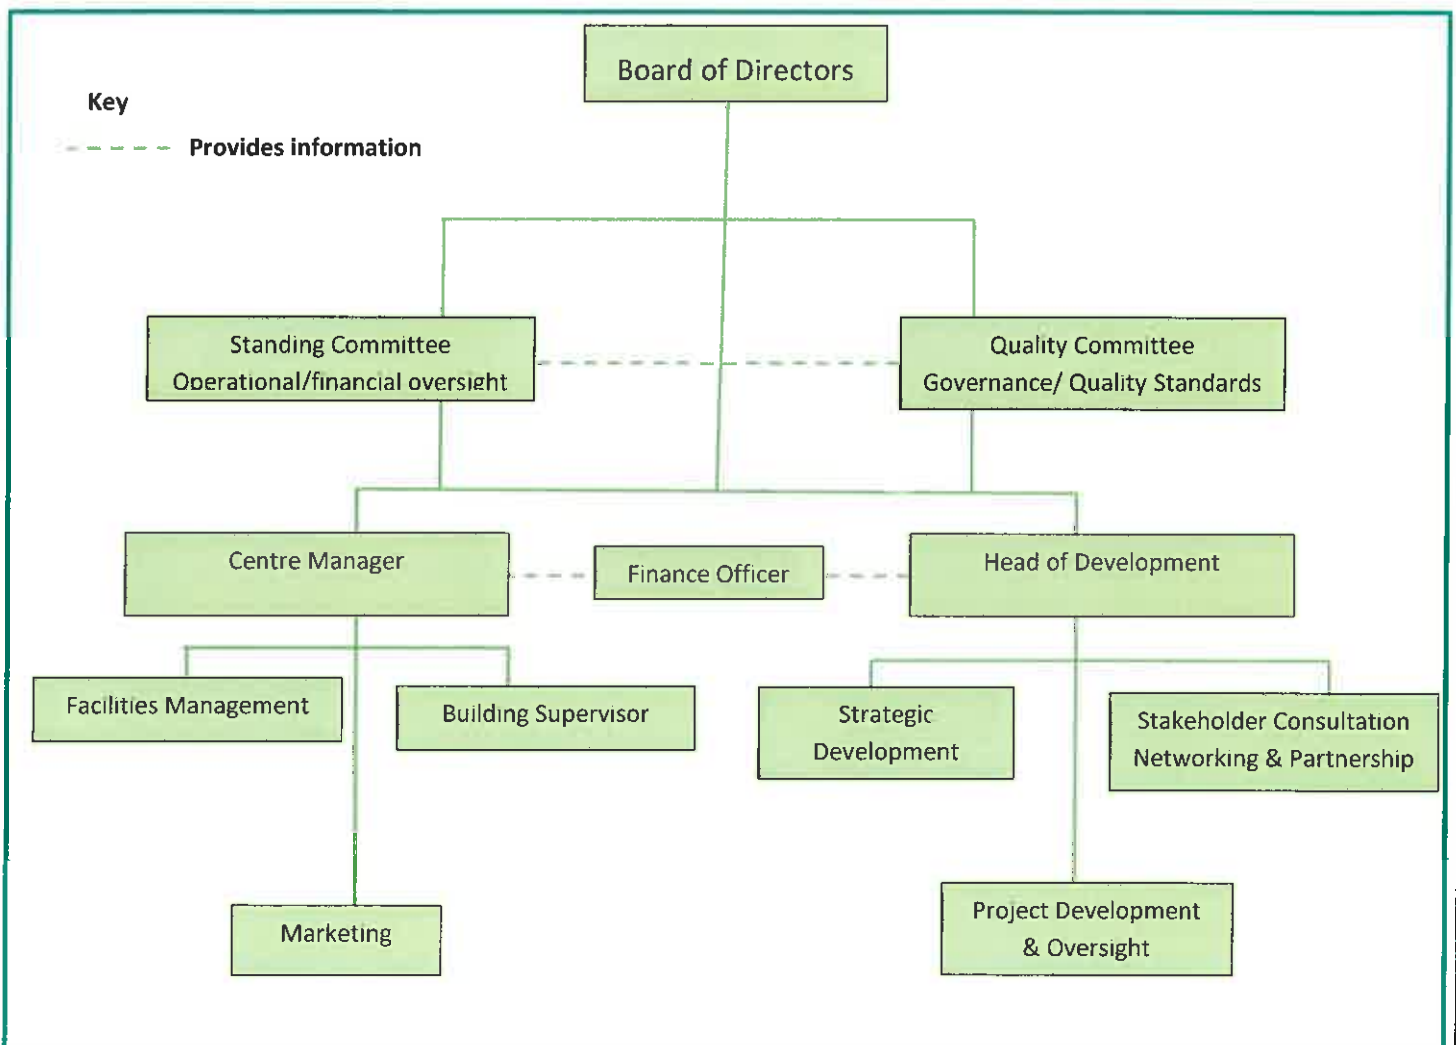 Board of Directors
Key
Provides information
Standing Committee
Operational/financial oversight
Quality Committee
Governance/ Quality Standards
Centre Manager
Finance Officer
Head of Development
Facilities Management
Building Supervisor
Strategic
Development
Stakeholder Consultation
Networking & Partnership
Marketing
Project Development
& Oversight